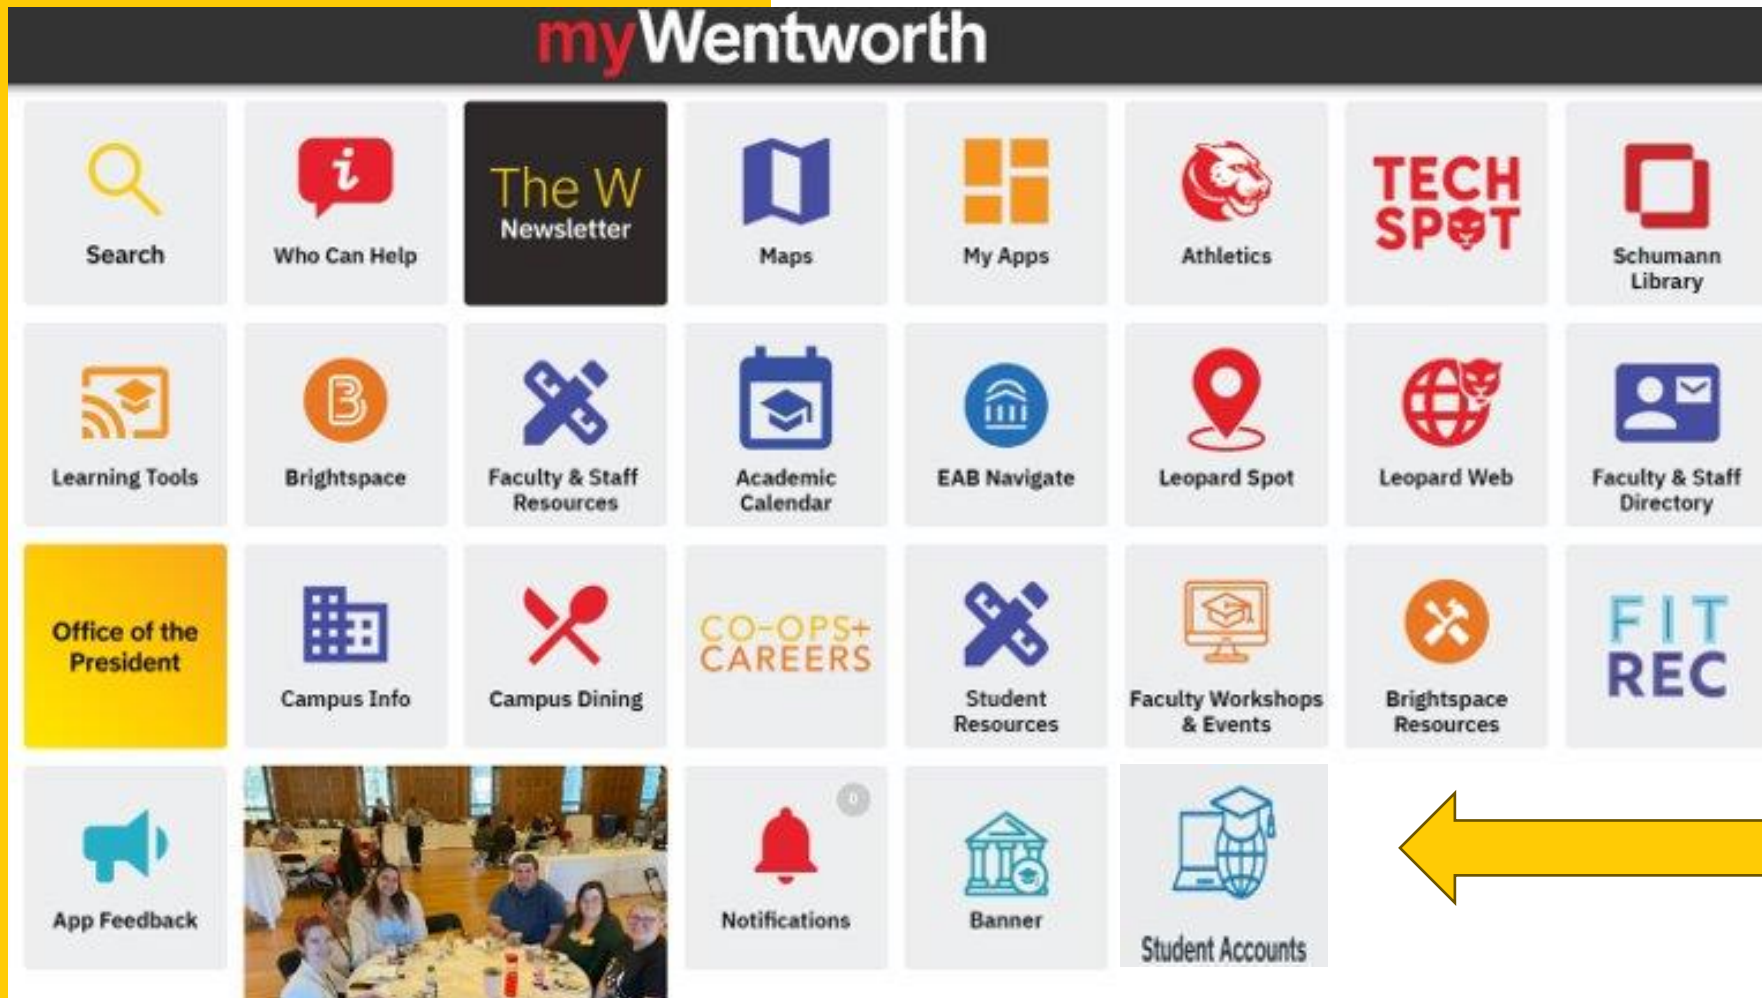 myWentworth
Search
Who Can Help
The W
Newsletter
Maps
My Apps
Athletics
TECH
SPOT
Schumann
Library
Learning Tools
B
Brightspace
Faculty & Staff
Resources
Academic
Calendar
EAB Navigate
Leopard Spot
Leopard Web
Faculty & Staff
Directory
Office of the
President
Campus Info
Campus Dining
CO-OPS+
CAREERS
Student
Resources
Faculty Workshops
& Events
Brightspace
Resources
FIT
REC
App Feedback
0
Notifications
Banner
Student Accounts